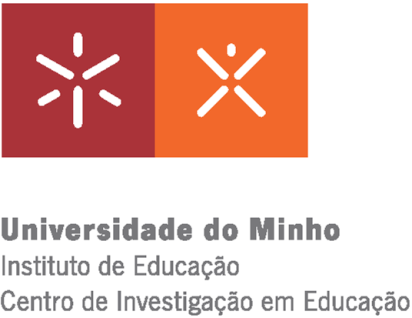 Universidade do Minho
Instituto de Educação
Centro de Investigação em Educação